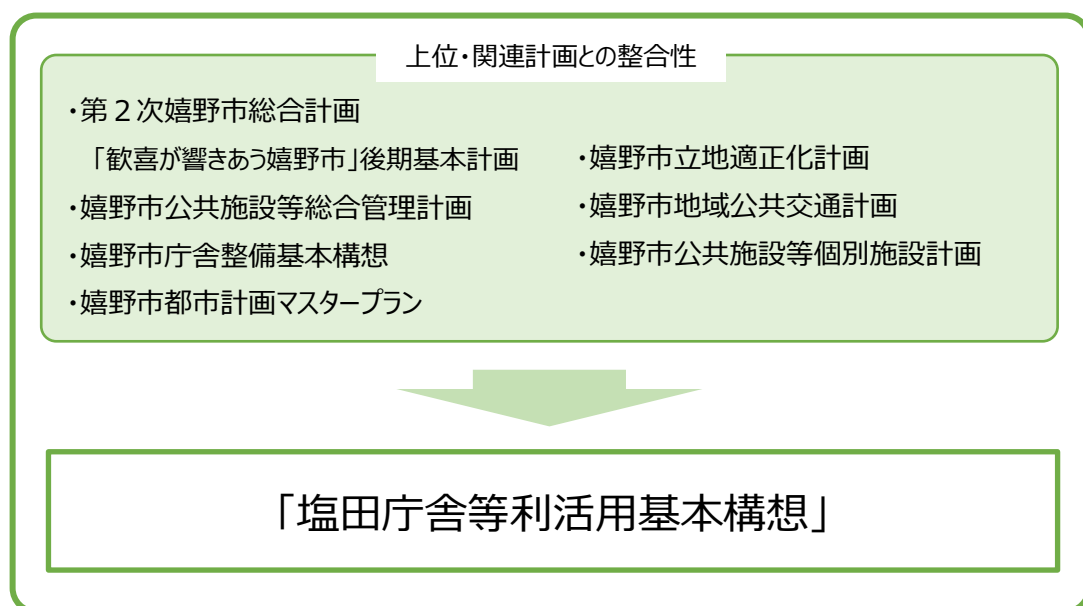 上位・関連計画との整合性
・第２次嬉野市総合計画
「歓喜が響きあう嬉野市」後期基本計画
・嬉野市公共施設等総合管理計画
・嬉野市庁舎整備基本構想
・嬉野市都市計画マスタープラン
・嬉野市立地適正化計画
・嬉野市地域公共交通計画
・嬉野市公共施設等個別施設計画
「塩田庁舎等利活用基本構想」